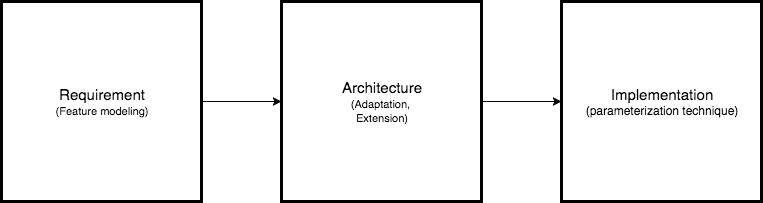 Requirement
(Feature modeling)
Architecture
(Adaptation,
Extension)
Implementation
(parameterization technique)